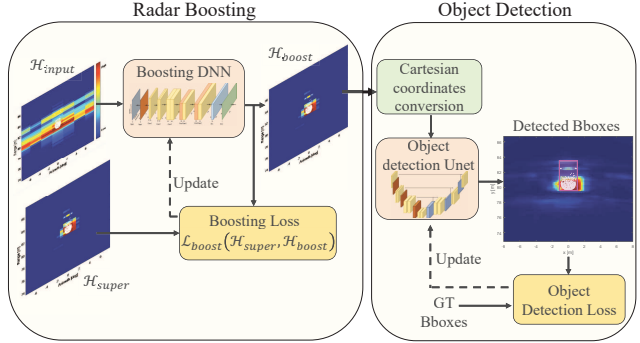 Radar Boosting
Object Detection
ℋ_input
Boosting DNN
ℋ_boost
Cartesian
coordinates
conversion
Detected Bboxes
Object
detection Unet
Update
Boosting Loss
ℒ_boost(ℋ_super, ℋ_boost)
ℋ_super
Update
GT
Bboxes
Object
Detection Loss